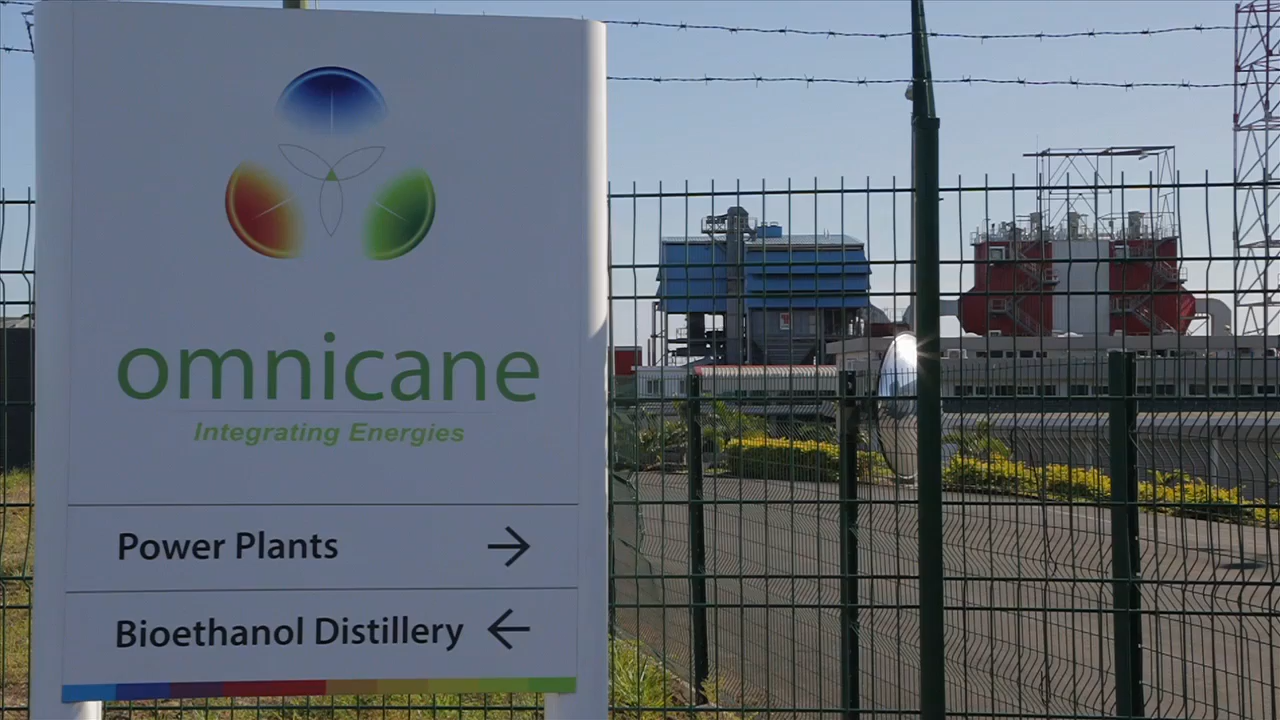 omnicane
Integrating Energies
Power Plants →
Bioethanol Distillery ←